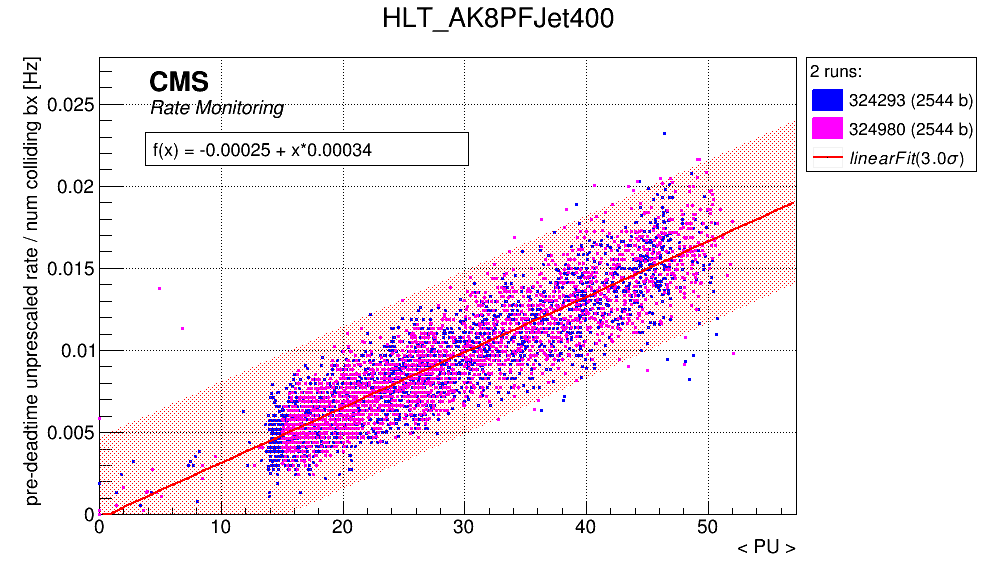 HLT_AK8PFJet400
pre-deadtime unprescaled rate / num colliding bx [Hz]
CMS
Rate Monitoring
f(x) = -0.00025 + x*0.00034
2 runs:
324293 (2544 b)
324980 (2544 b)
linearFit(3.0σ)
0.025
0.02
0.015
0.01
0.005
0
0 10 20 30 40 50
< PU >